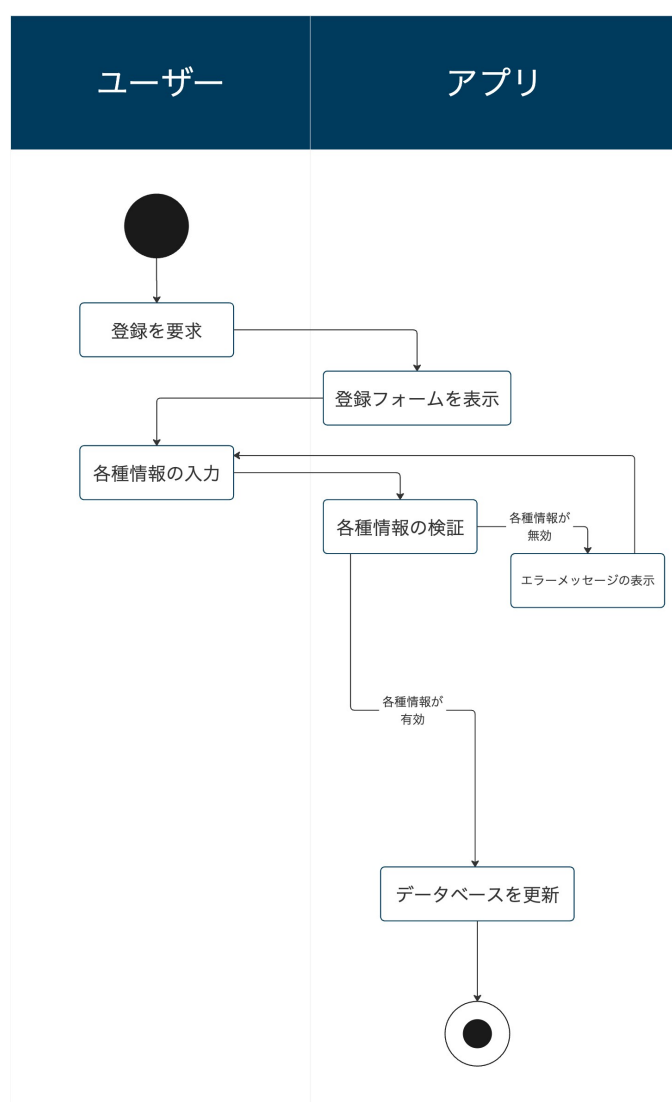 ユーザー
アプリ
登録を要求
登録フォームを表示
各種情報の入力
各種情報の検証
各種情報が
無効
エラーメッセージの表示
各種情報が
有効
データベースを更新